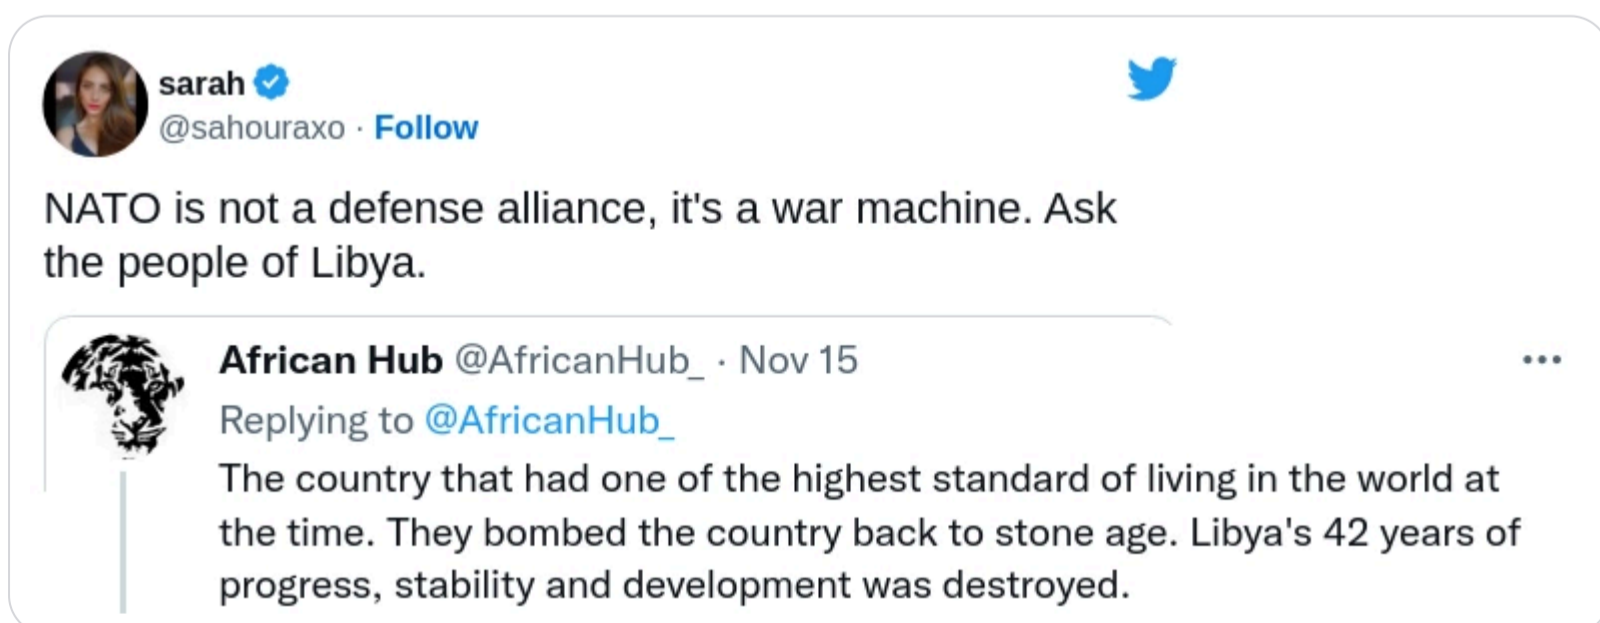 sarah
@sahouraxo · Follow
NATO is not a defense alliance, it's a war machine. Ask
the people of Libya.
African Hub @AfricanHub_ · Nov 15
Replying to @AfricanHub_
The country that had one of the highest standard of living in the world at
the time. They bombed the country back to stone age. Libya's 42 years of
progress, stability and development was destroyed.